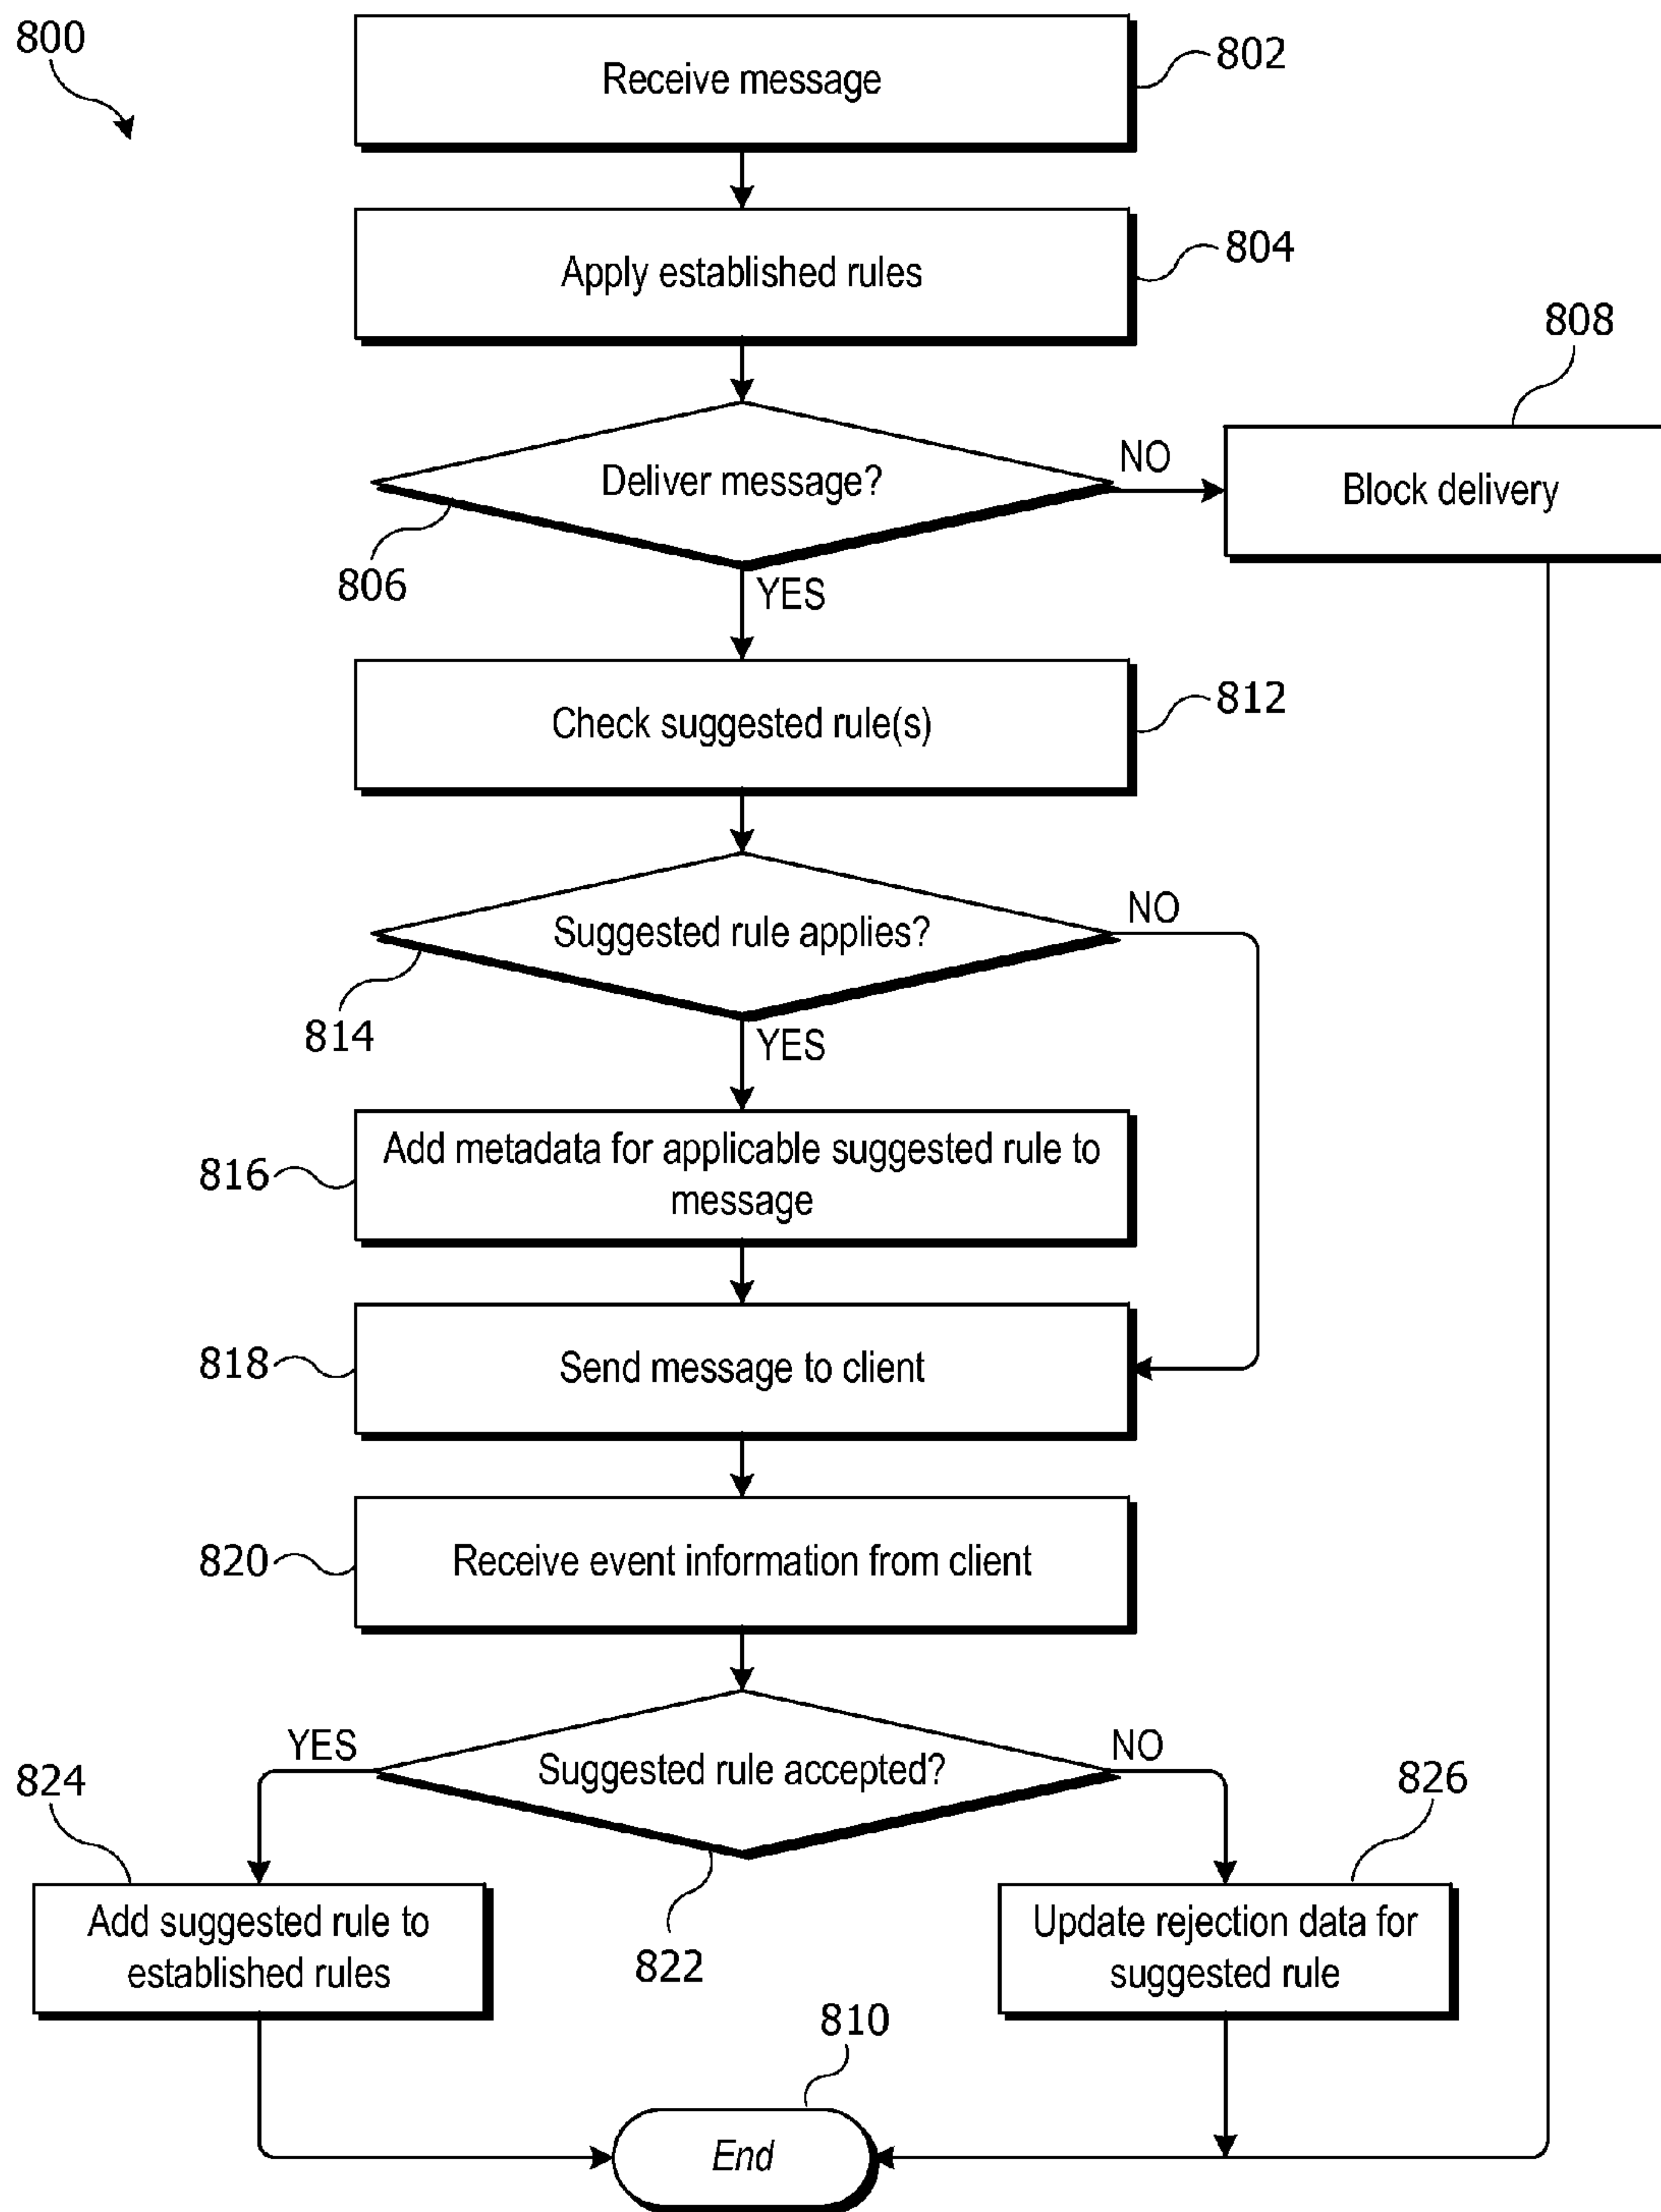 800
Receive message
802
Apply established rules
804
808
Deliver message?
NO
Block delivery
806
YES
Check suggested rule(s)
812
Suggested rule applies?
NO
814
YES
816
Add metadata for applicable suggested rule to
message
818
Send message to client
820
Receive event information from client
YES
Suggested rule accepted?
NO
824
826
Add suggested rule to
established rules
822
Update rejection data for
suggested rule
810
End